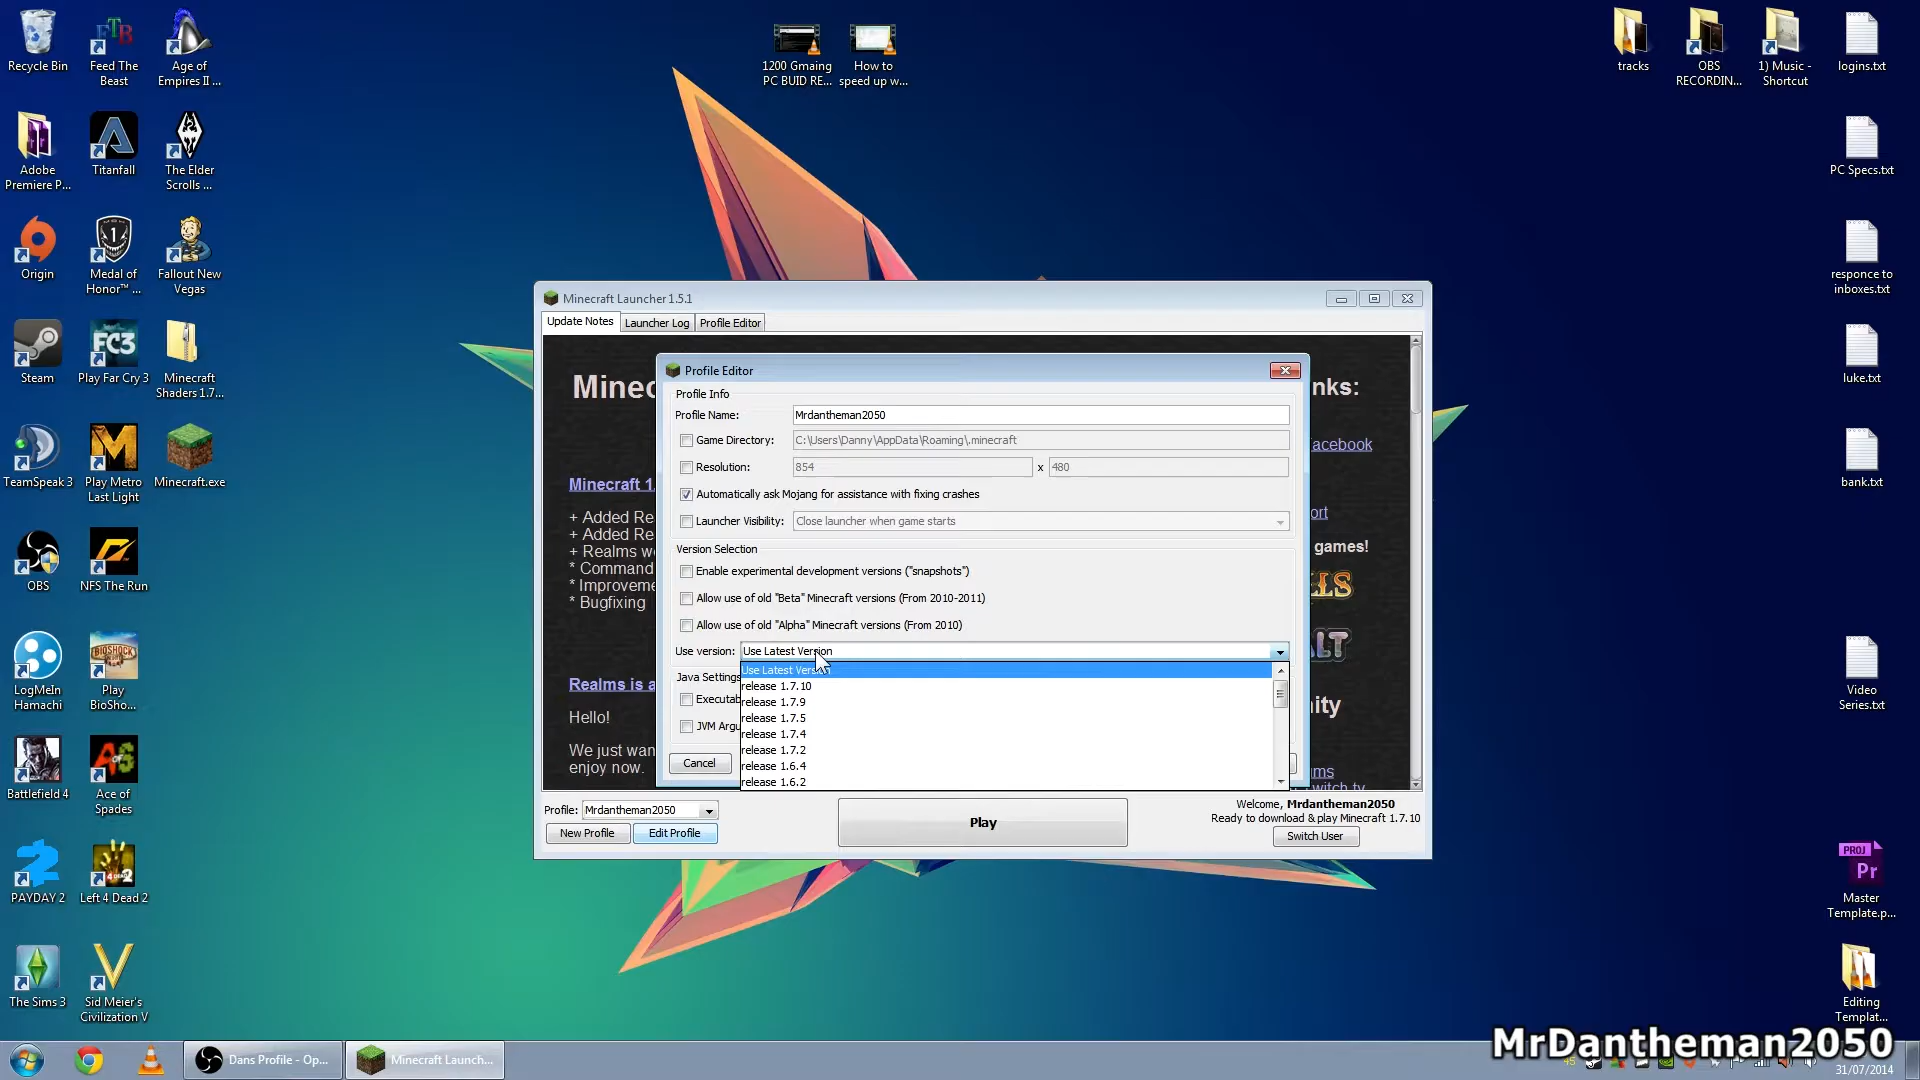 Recycle Bin
Feed The
Beast
Age of
Empires II ...
1200 Gmaing
PC BUID RE...
How to
speed up w...
tracks
OBS
RECORDIN...
1) Music -
Shortcut
logins.txt
Adobe
Premiere P...
Titanfall
The Elder
Scrolls ...
PC Specs.txt
Origin
Medal of
Honor™ ...
Fallout New
Vegas
responce to
inboxes.txt
Steam
Play Far Cry 3
Minecraft
Shaders 1.7...
luke.txt
TeamSpeak 3
Play Metro
Last Light
Minecraft.exe
bank.txt
OBS
NFS The Run
LogMeIn
Hamachi
Play
BioSho...
Video
Series.txt
Battlefield 4
Ace of
Spades
PAYDAY 2
Left 4 Dead 2
Master
Template.p...
The Sims 3
Sid Meier's
Civilization V
Editing
Templat...
Minecraft Launcher 1.5.1
Update Notes
Launcher Log
Profile Editor
Minec
nks:
acebook
Minecraft 1.
+ Added Re
+ Added Re
+ Realms w
* Command
* Improveme
* Bugfixing
ort
games!
Realms is a
Hello!
We just wan
enjoy now.
ity
ms
witch.tv
Profile Editor
Profile Info
Profile Name: Mrdantheman2050
Game Directory: C:\Users\Danny\AppData\Roaming\.minecraft
Resolution: 854 x 480
Automatically ask Mojang for assistance with fixing crashes
Launcher Visibility: Close launcher when game starts
Version Selection
Enable experimental development versions ("snapshots")
Allow use of old "Beta" Minecraft versions (From 2010-2011)
Allow use of old "Alpha" Minecraft versions (From 2010)
Use version: Use Latest Version
Use Latest Vers
release 1.7.10
release 1.7.9
release 1.7.5
release 1.7.4
release 1.7.2
release 1.6.4
release 1.6.2
Java Settings
Executab
JVM Argu
Cancel
Profile: Mrdantheman2050
New Profile
Edit Profile
Play
Welcome, Mrdantheman2050
Ready to download & play Minecraft 1.7.10
Switch User
Dans Profile - Op...
Minecraft Launch...
MrDantheman2050
31/07/2014